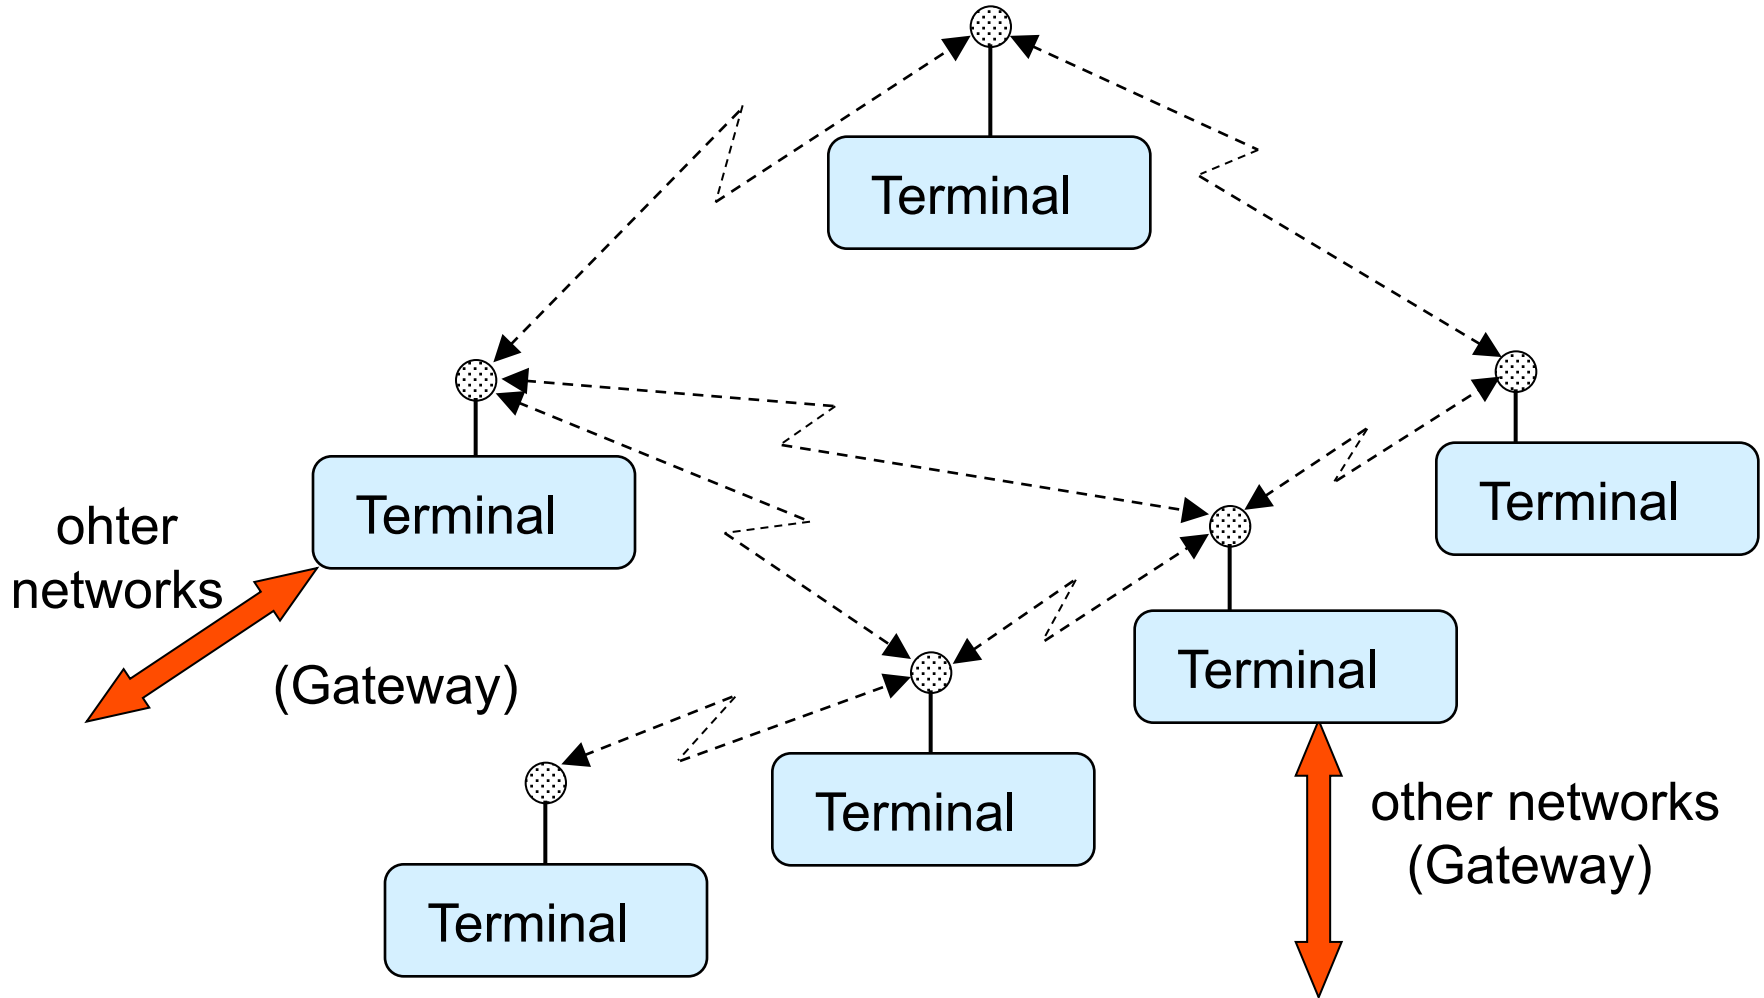 Terminal
Terminal
Terminal
ohter
networks
(Gateway)
Terminal
Terminal
other networks
(Gateway)
Terminal